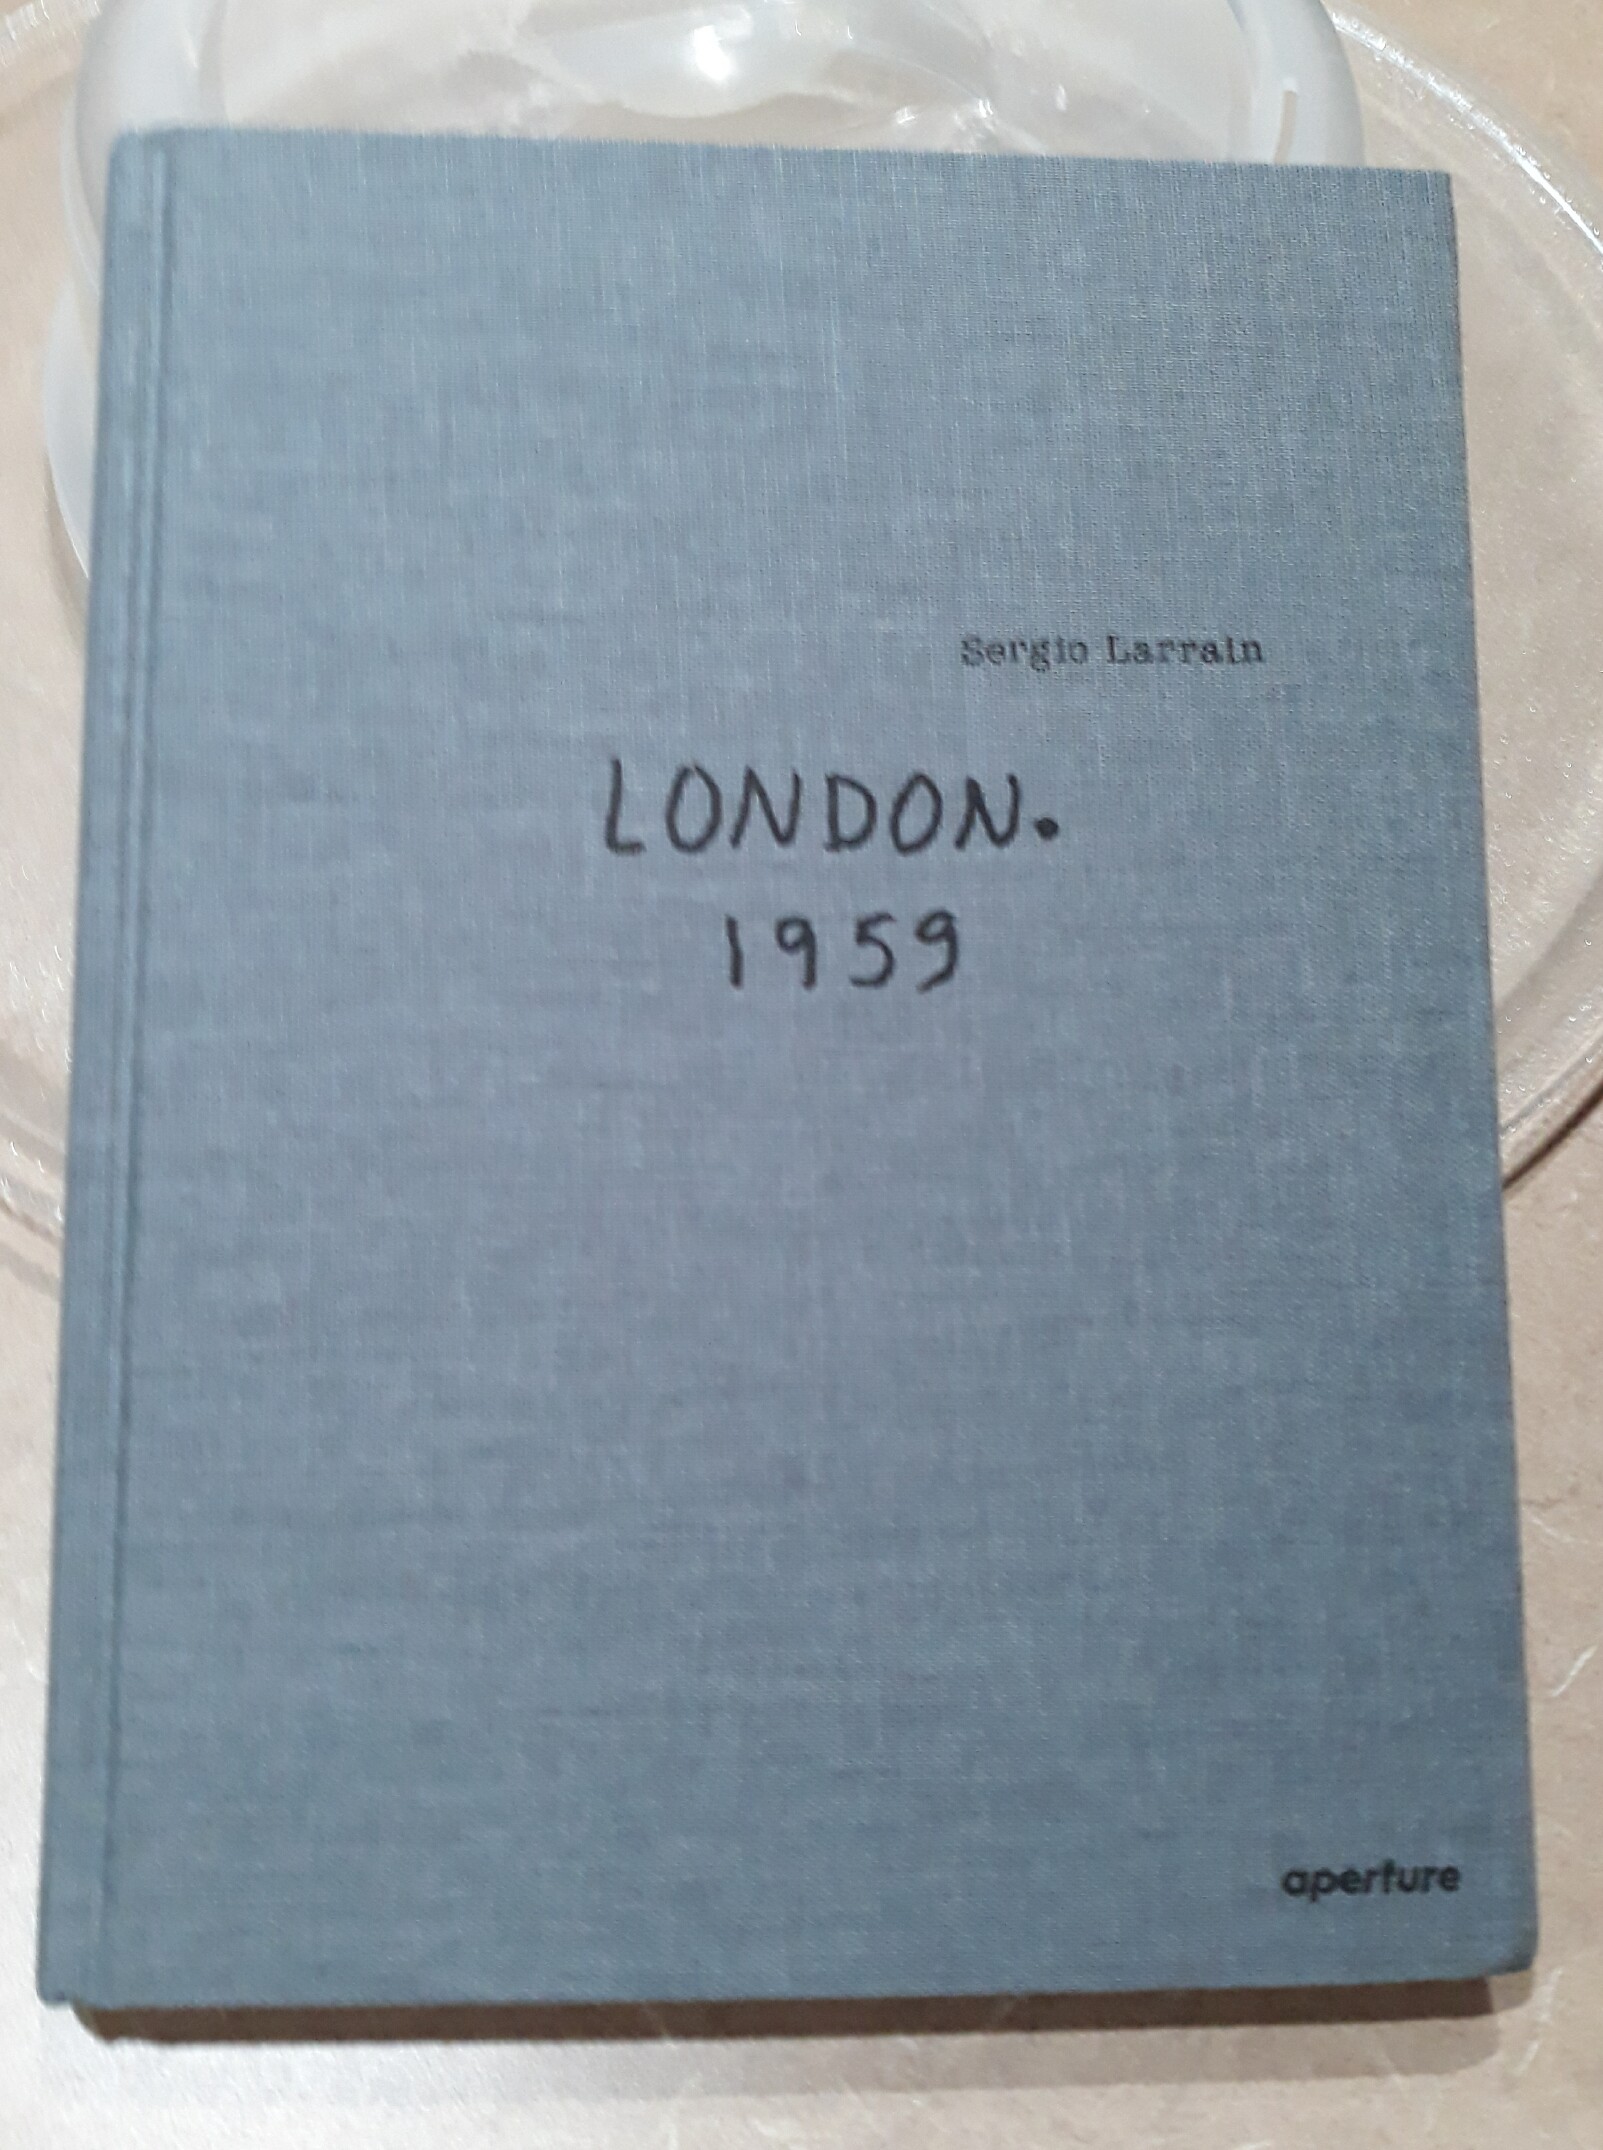 Sergio Larrain
LONDON.
1959
aperture